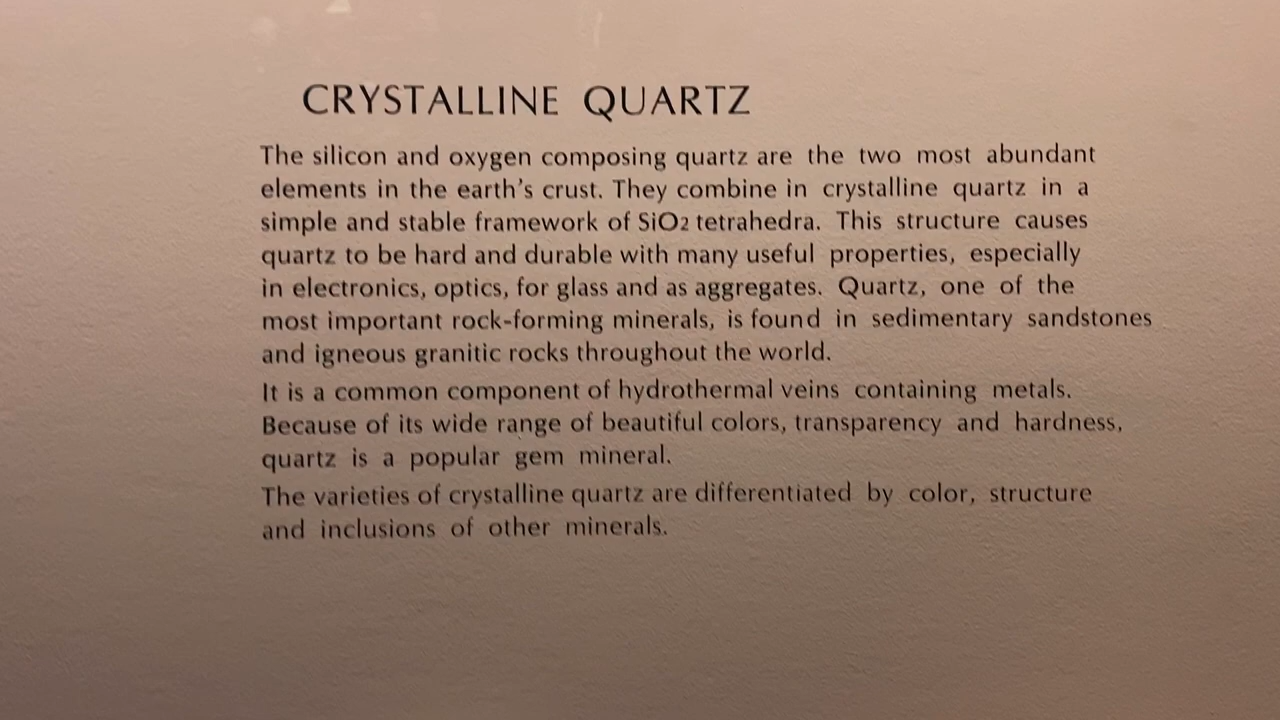 CRYSTALLINE QUARTZ
The silicon and oxygen composing quartz are the two most abundant
elements in the earth's crust. They combine in crystalline quartz in a
simple and stable framework of SiO2 tetrahedra. This structure causes
quartz to be hard and durable with many useful properties, especially
in electronics, optics, for glass and as aggregates. Quartz, one of the
most important rock-forming minerals, is found in sedimentary sandstones
and igneous granitic rocks throughout the world.
It is a common component of hydrothermal veins containing metals.
Because of its wide range of beautiful colors, transparency and hardness,
quartz is a popular gem mineral.
The varieties of crystalline quartz are differentiated by color, structure
and inclusions of other minerals.